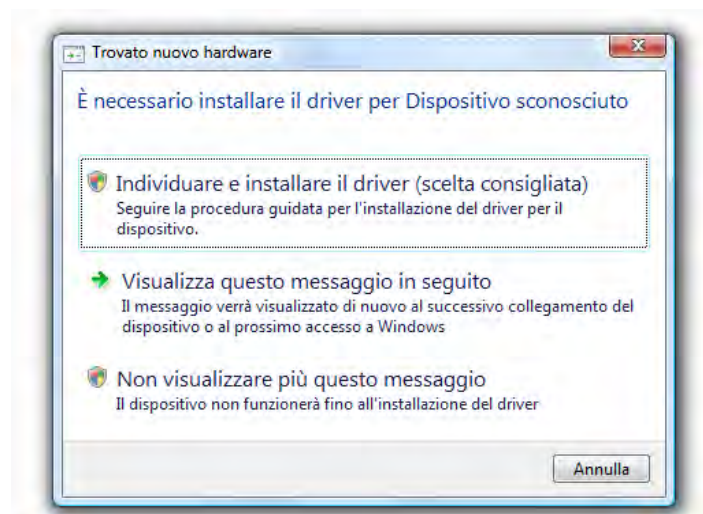 Trovato nuovo hardware
È necessario installare il driver per Dispositivo sconosciuto
Individuare e installare il driver (scelta consigliata)
Seguire la procedura guidata per l'installazione del driver per il
dispositivo.
Visualizza questo messaggio in seguito
Il messaggio verrà visualizzato di nuovo al successivo collegamento del
dispositivo o al prossimo accesso a Windows
Non visualizzare più questo messaggio
Il dispositivo non funzionerà fino all'installazione del driver
Annulla